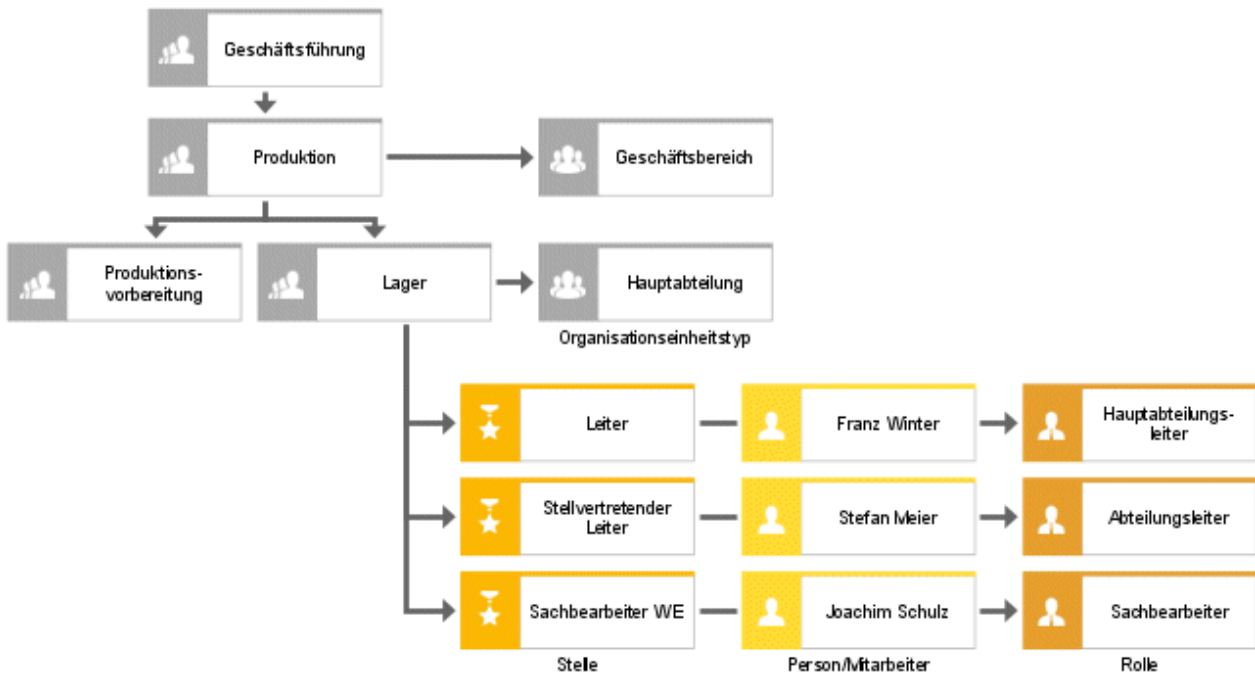 Geschäftsführung
Produktion
Geschäftsbereich
Produktions-
vorbereitung
Lager
Hauptabteilung
Organisationseinheitstyp
Leiter
Franz Winter
Hauptabteilungs-
leiter
Stellvertretender
Leiter
Stefan Meier
Abteilungsleiter
Sachbearbeiter WE
Joachim Schulz
Sachbearbeiter
Stelle
Person/Mitarbeiter
Rolle